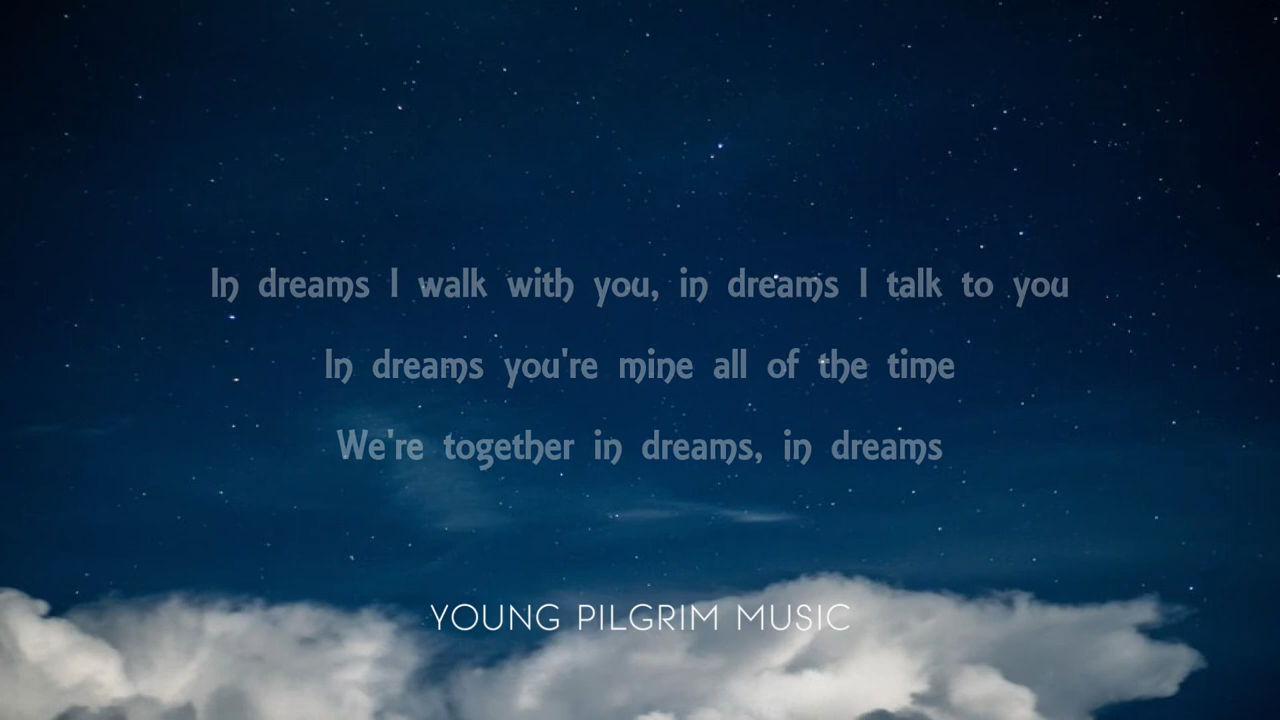 In dreams I walk with you, in dreams I talk to you
In dreams you're mine all of the time
We're together in dreams, in dreams
YOUNG PILGRIM MUSIC